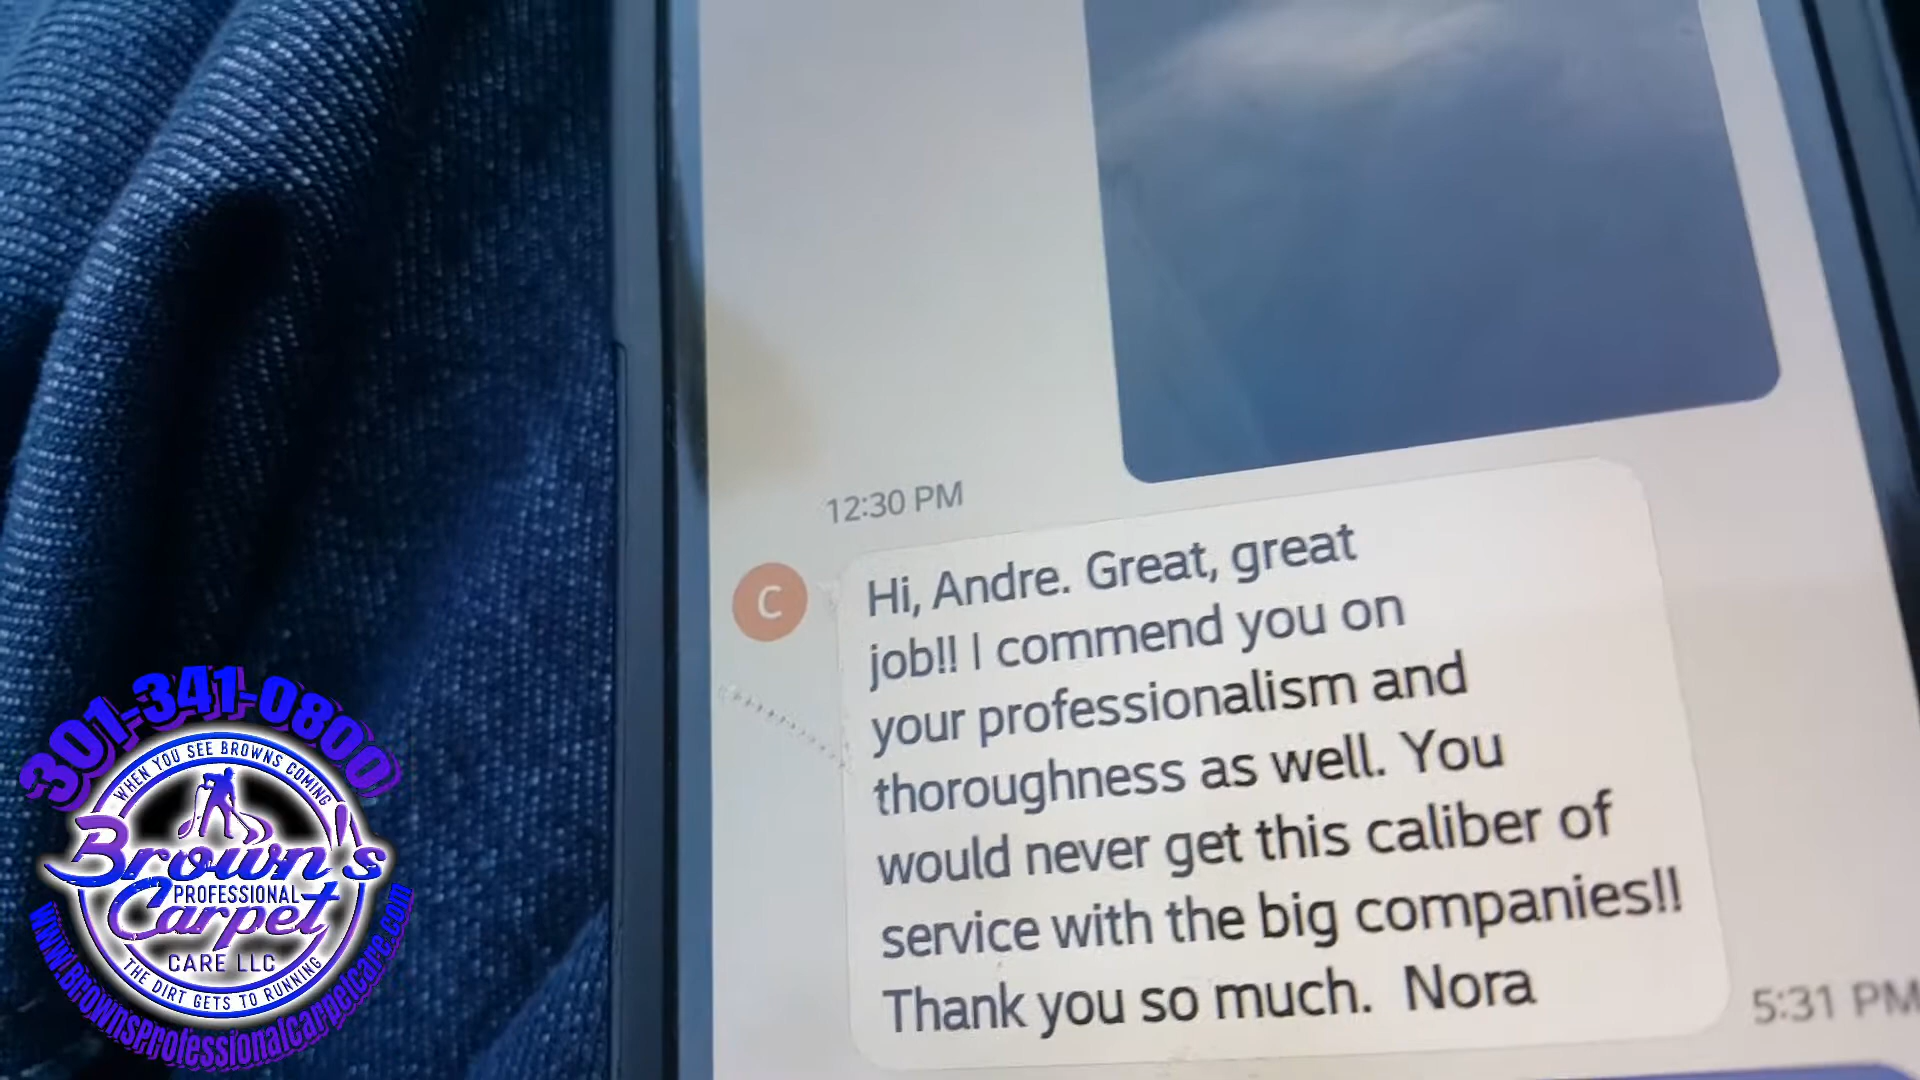 12:30 PM
C
Hi, Andre. Great, great
job!! I commend you on
your professionalism and
thoroughness as well. You
would never get this caliber of
service with the big companies!!
Thank you so much.  Nora
5:31 PM
301-341-0800
WHEN YOU SEE BROWNS COMING
Brown's
PROFESSIONAL
Carpet
CARE LLC
THE DIRT GETS TO RUNNING
www.BrownsProfessionalcarpetcare.com